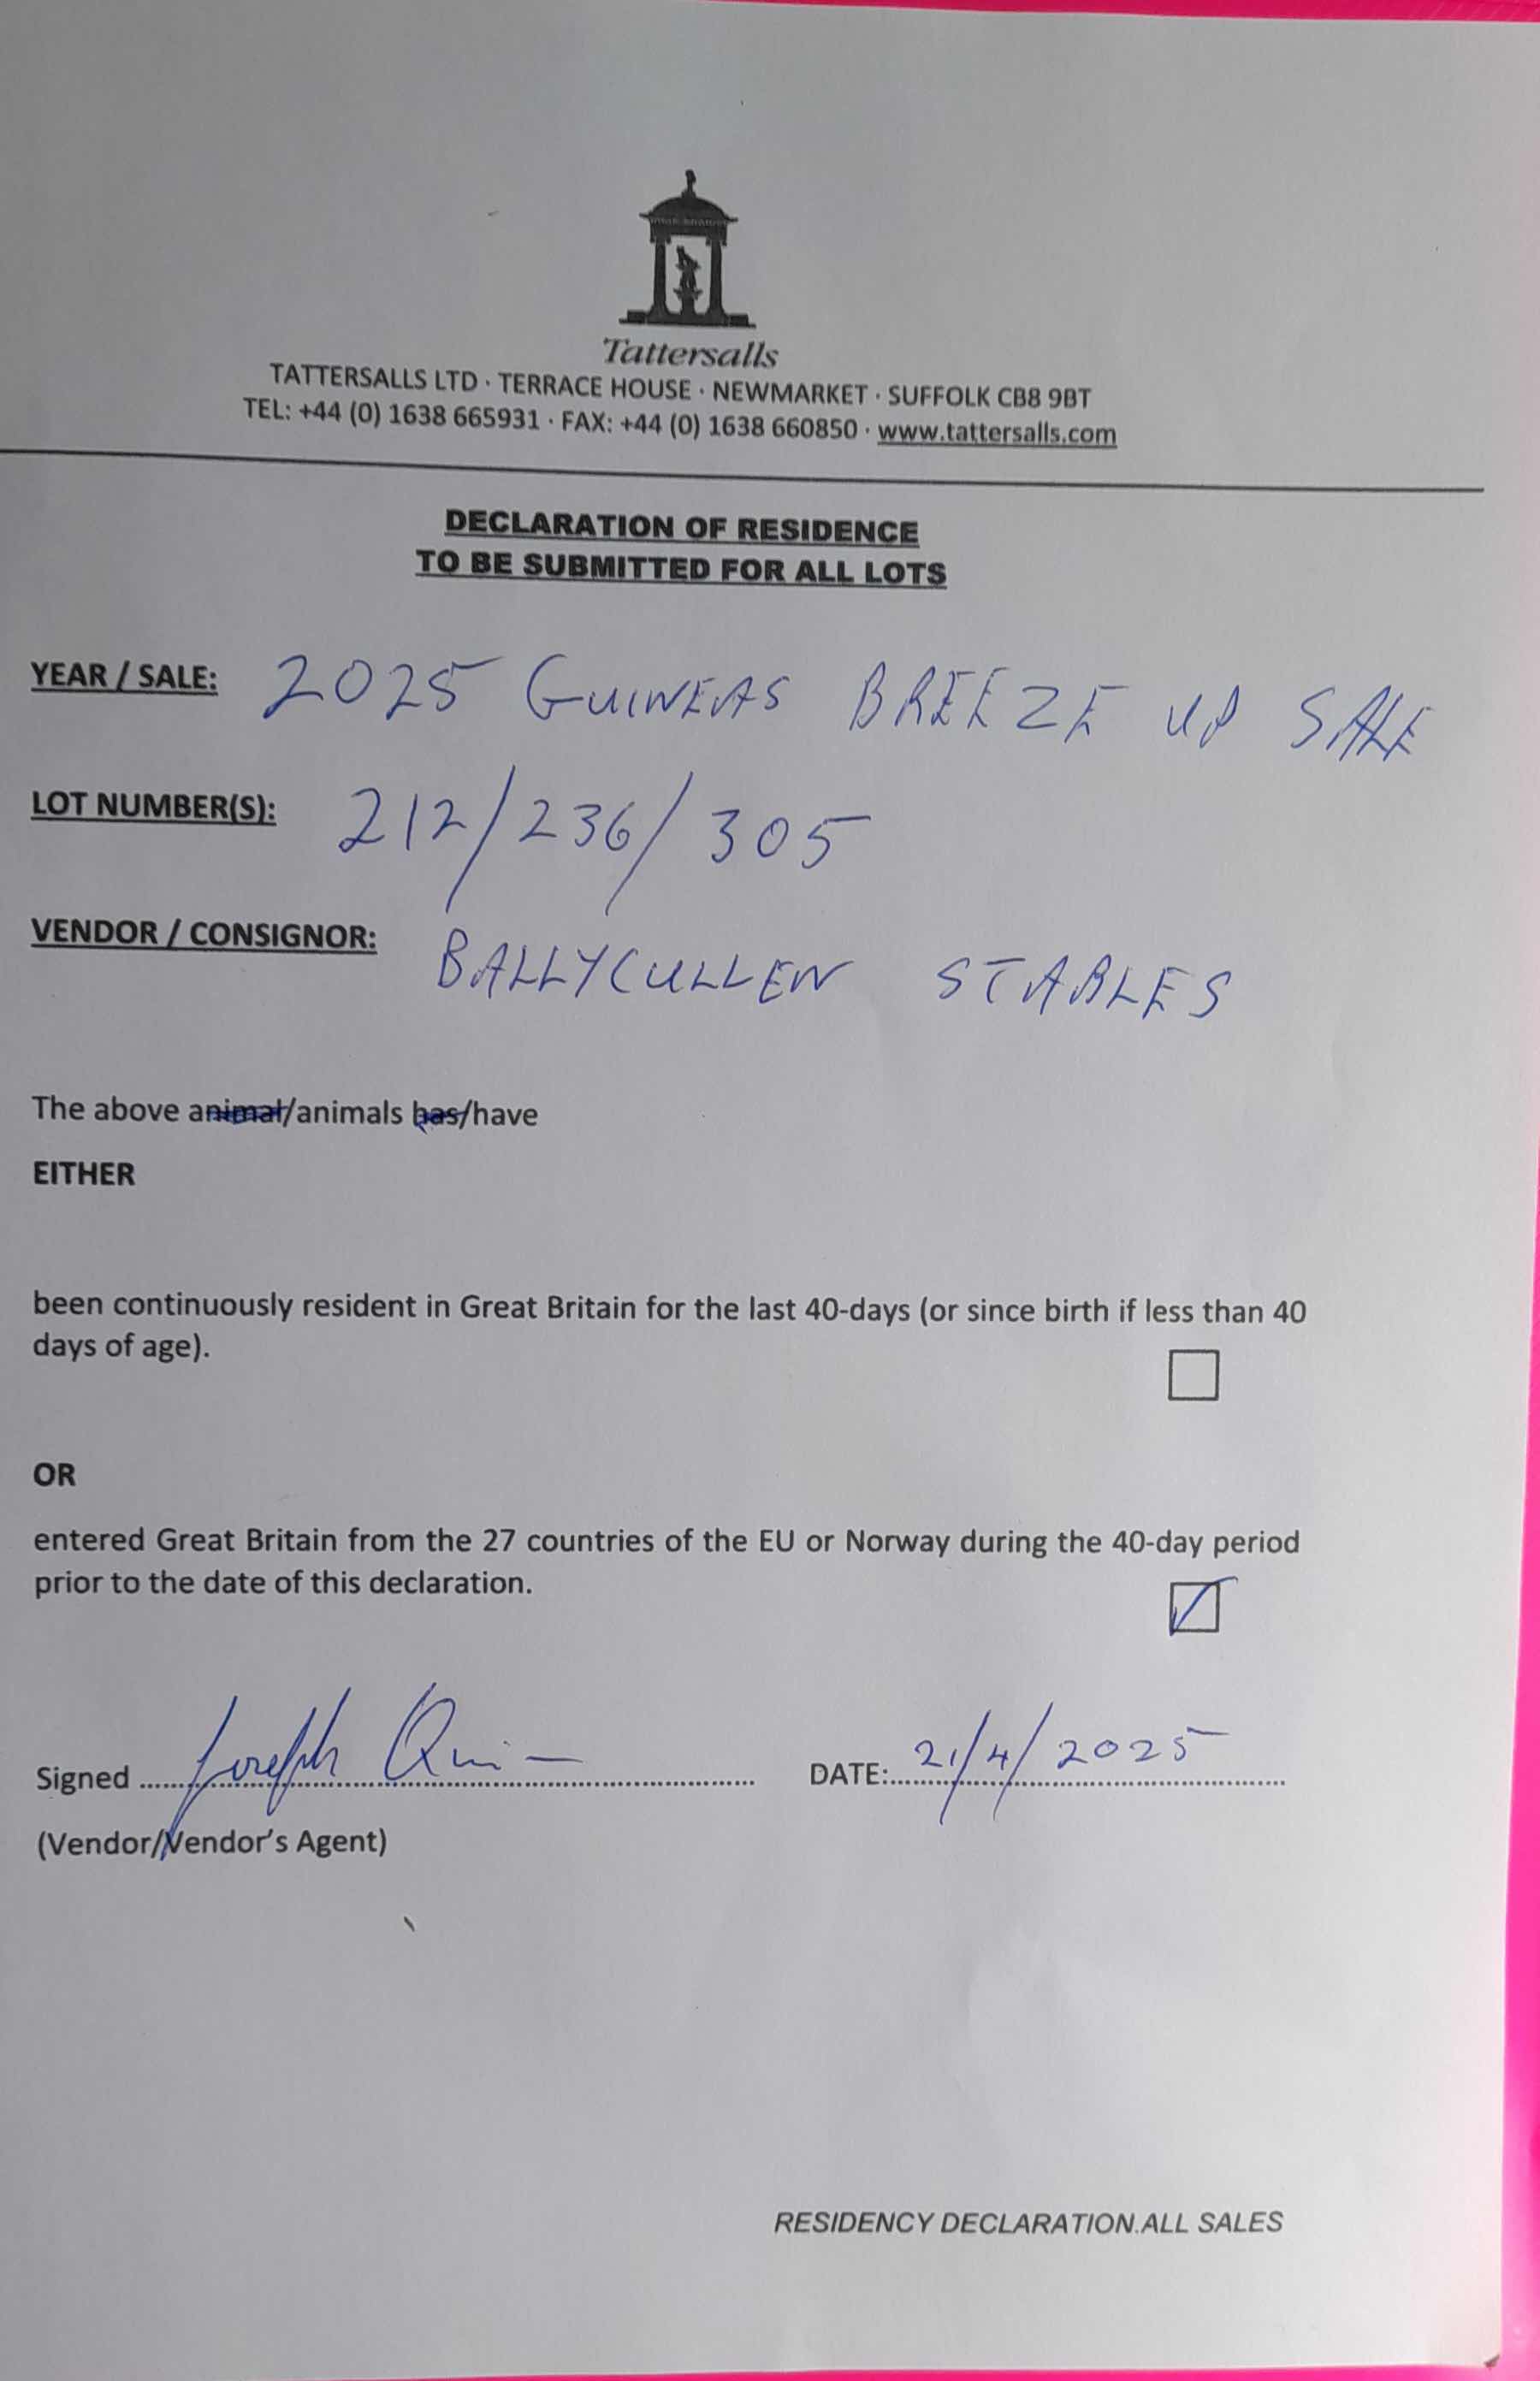 Tattersalls
TATTERSALLS LTD · TERRACE HOUSE · NEWMARKET · SUFFOLK CB8 9BT
TEL: +44 (0) 1638 665931 · FAX: +44 (0) 1638 660850 · www.tattersalls.com
DECLARATION OF RESIDENCE
TO BE SUBMITTED FOR ALL LOTS
YEAR / SALE: 2025 GUINEAS BREEZE UP SALE
LOT NUMBER(S): 212/236/305
VENDOR / CONSIGNOR: BALLYCULLEN STABLES
The above animal/animals has/have
EITHER
been continuously resident in Great Britain for the last 40-days (or since birth if less than 40
days of age).
OR
entered Great Britain from the 27 countries of the EU or Norway during the 40-day period
prior to the date of this declaration.
Signed Joseph DATE: 21/4/2025
(Vendor/Vendor's Agent)
RESIDENCY DECLARATION.ALL SALES